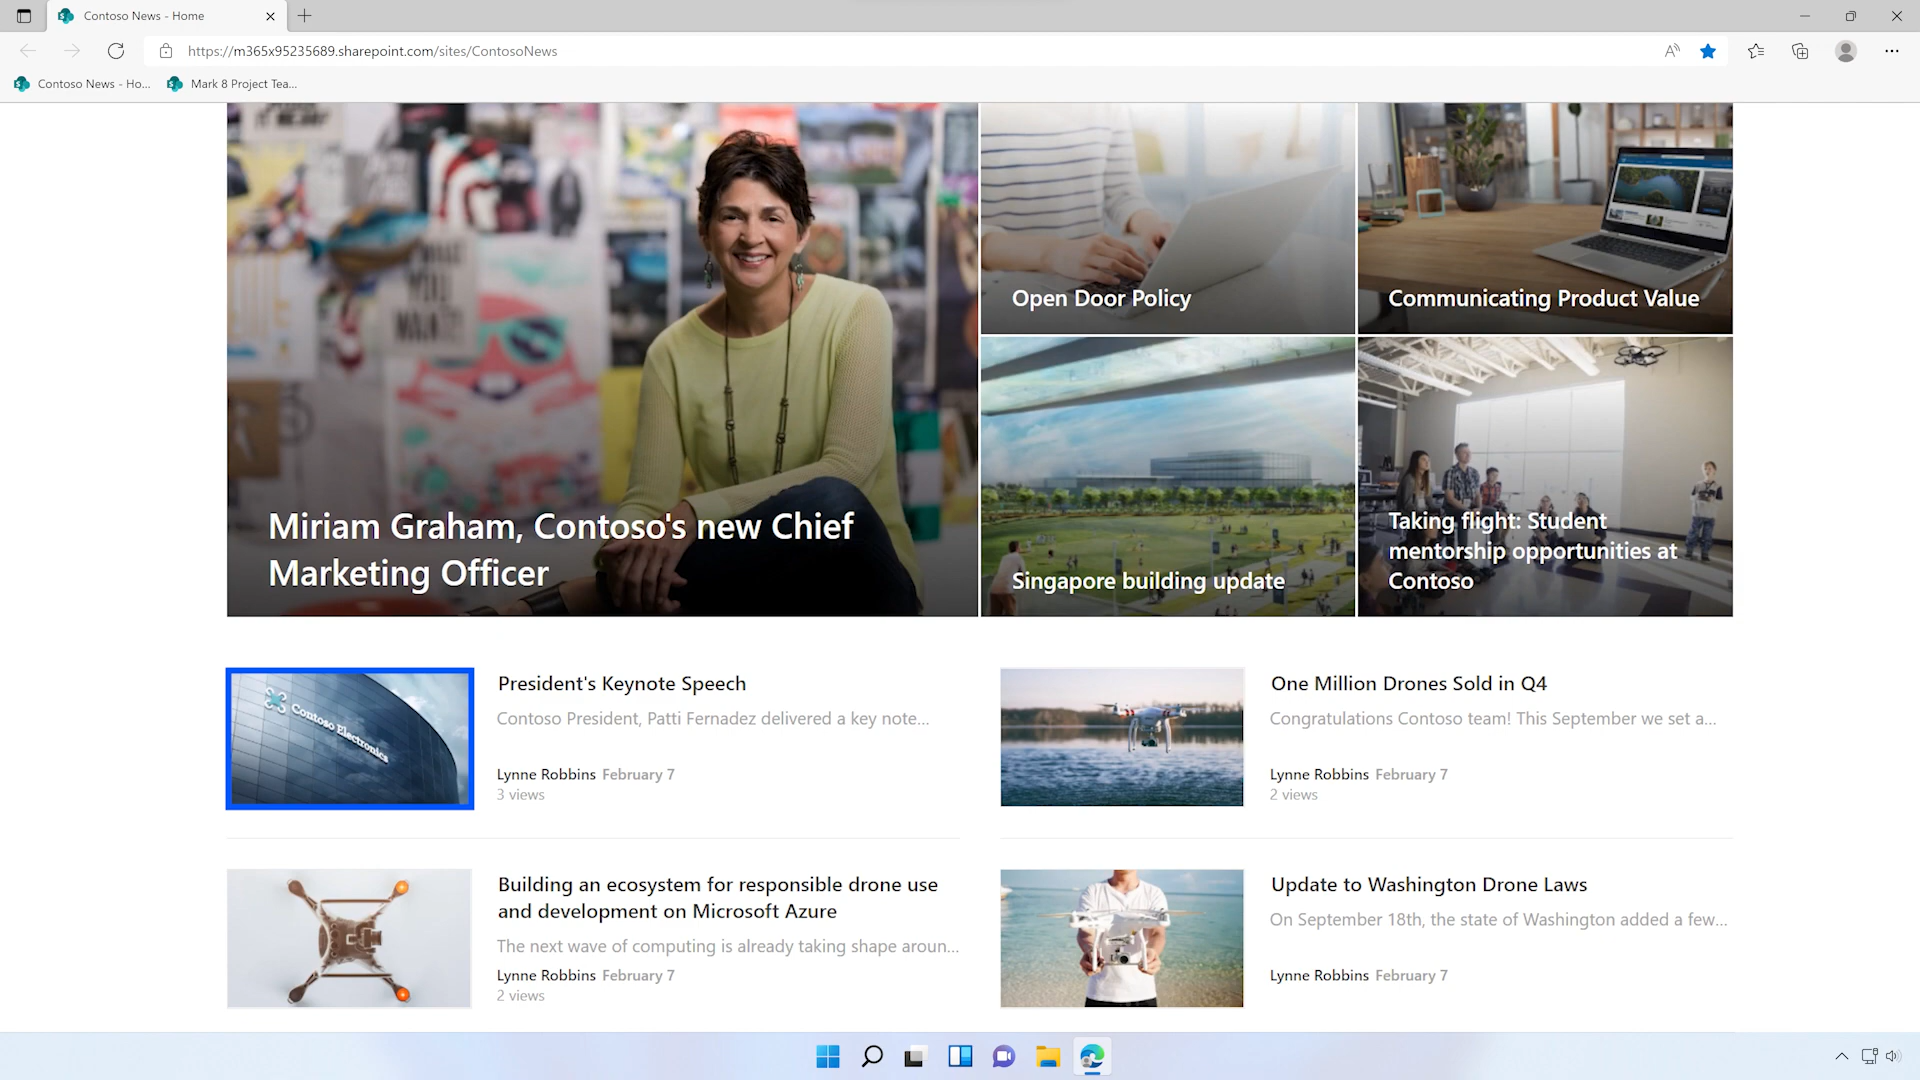 Contoso News - Home
https://m365x95235689.sharepoint.com/sites/ContosoNews
Contoso News - Ho...
Mark 8 Project Tea...
Miriam Graham, Contoso's new Chief
Marketing Officer
Open Door Policy
Communicating Product Value
Singapore building update
Taking flight: Student
mentorship opportunities at
Contoso
Contoso Electronics
President's Keynote Speech
Contoso President, Patti Fernadez delivered a key note...
Lynne Robbins February 7
3 views
One Million Drones Sold in Q4
Congratulations Contoso team! This September we set a...
Lynne Robbins February 7
2 views
Building an ecosystem for responsible drone use
and development on Microsoft Azure
The next wave of computing is already taking shape aroun...
Lynne Robbins February 7
2 views
Update to Washington Drone Laws
On September 18th, the state of Washington added a few...
Lynne Robbins February 7